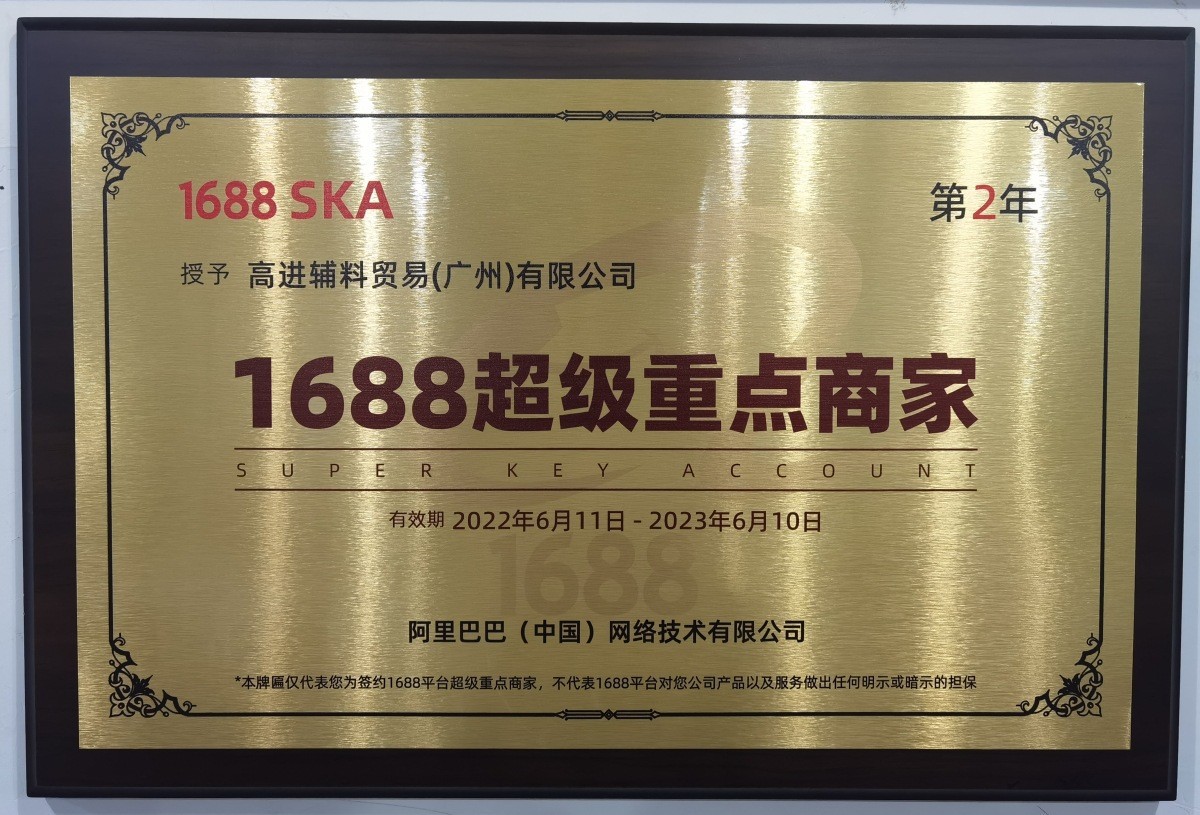 1688 SKA
第2年
授予 高进辅料贸易(广州)有限公司
1688超级重点商家
SUPER KEY ACCOUNT
有效期 2022年6月11日 - 2023年6月10日
1688
阿里巴巴（中国）网络技术有限公司
*本牌匾仅代表您为签约1688平台超级重点商家，不代表1688平台对您公司产品以及服务做出任何明示或暗示的担保